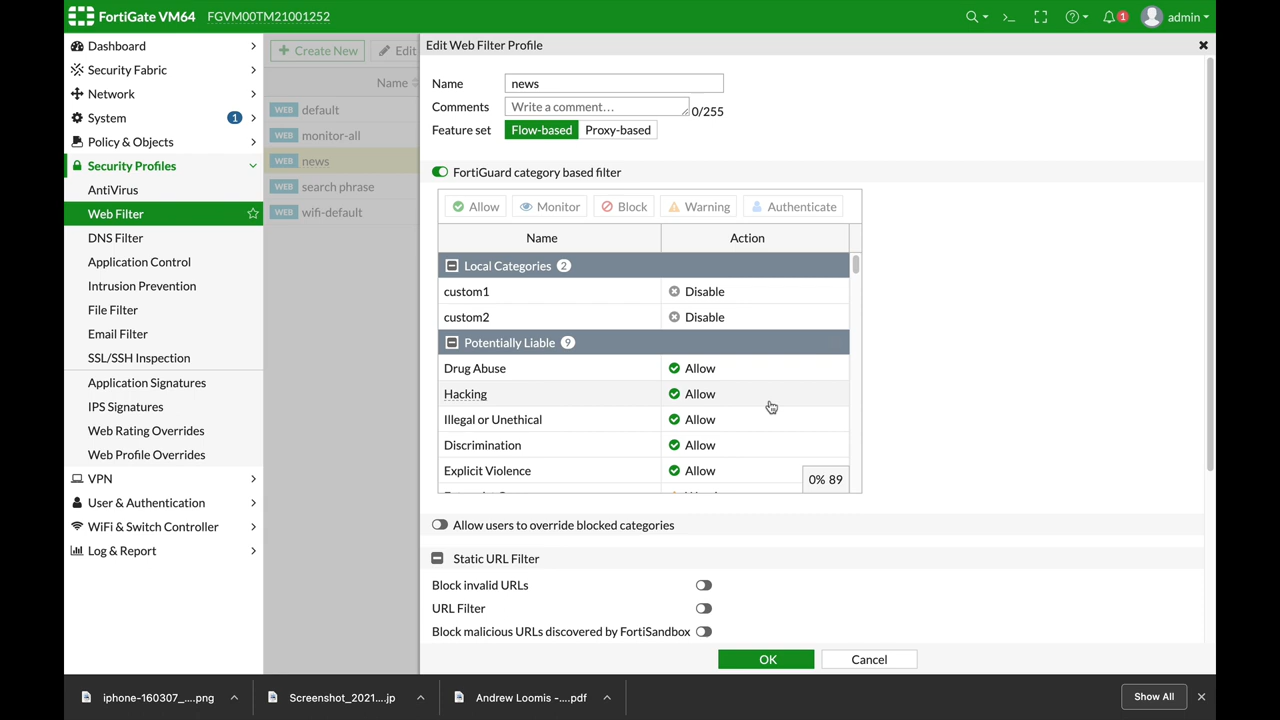 FortiGate VM64 FGVM00TM21001252
1 admin
Dashboard
Security Fabric
Network
System 1
Policy & Objects
Security Profiles
AntiVirus
Web Filter
DNS Filter
Application Control
Intrusion Prevention
File Filter
Email Filter
SSL/SSH Inspection
Application Signatures
IPS Signatures
Web Rating Overrides
Web Profile Overrides
VPN
User & Authentication
WiFi & Switch Controller
Log & Report
+ Create New Edit
Name
WEB default
WEB monitor-all
WEB news
WEB search phrase
WEB wifi-default
Edit Web Filter Profile
Name news
Comments Write a comment... 0/255
Feature set Flow-based Proxy-based
FortiGuard category based filter
Allow Monitor Block Warning Authenticate
Name Action
Local Categories 2
custom1 Disable
custom2 Disable
Potentially Liable 9
Drug Abuse Allow
Hacking Allow
Illegal or Unethical Allow
Discrimination Allow
Explicit Violence Allow
0% 89
Allow users to override blocked categories
Static URL Filter
Block invalid URLs
URL Filter
Block malicious URLs discovered by FortiSandbox
OK Cancel
iphone-160307_....png Screenshot_2021....jp Andrew Loomis -....pdf Show All